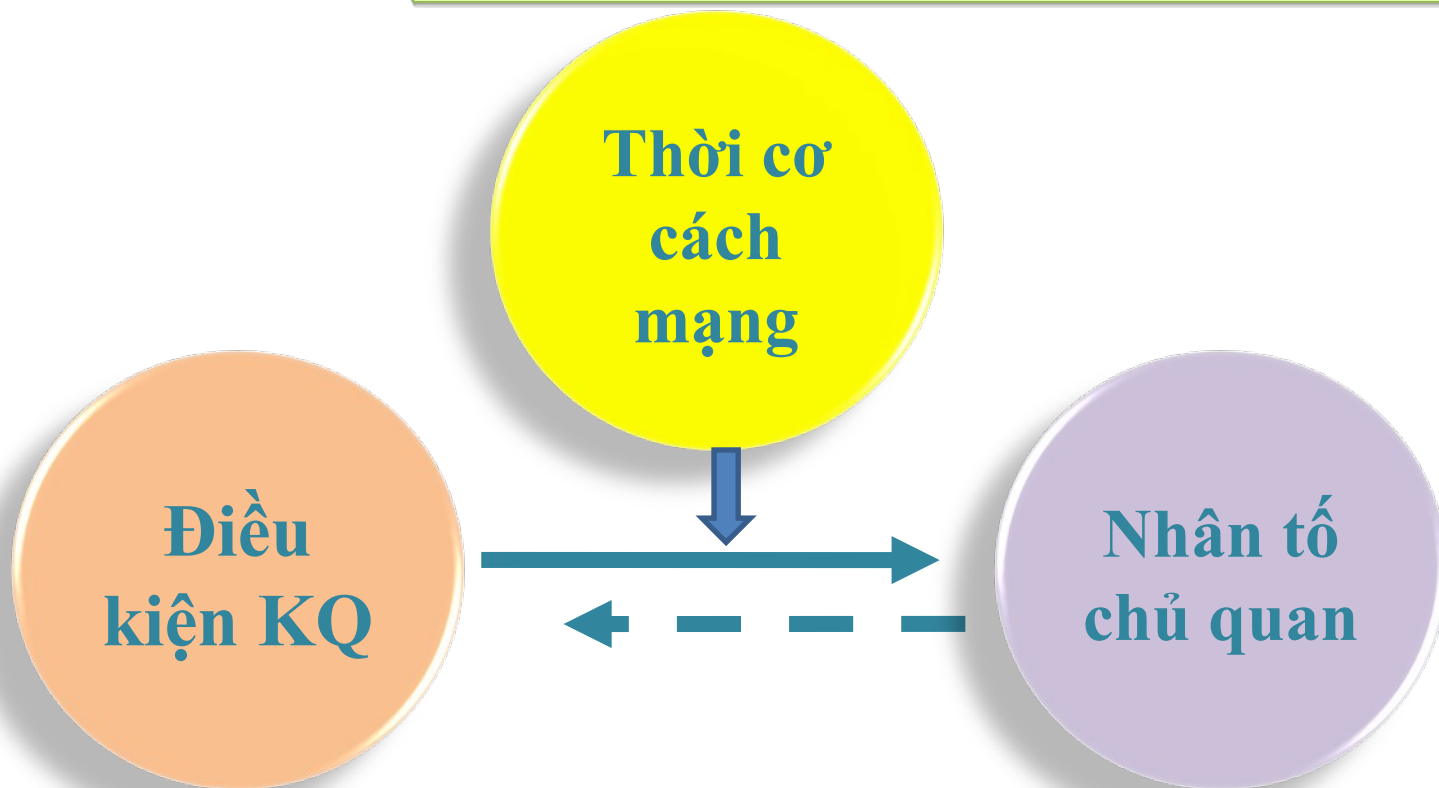 Thời cơ
cách
mạng
Điều
kiện KQ
Nhân tố
chủ quan